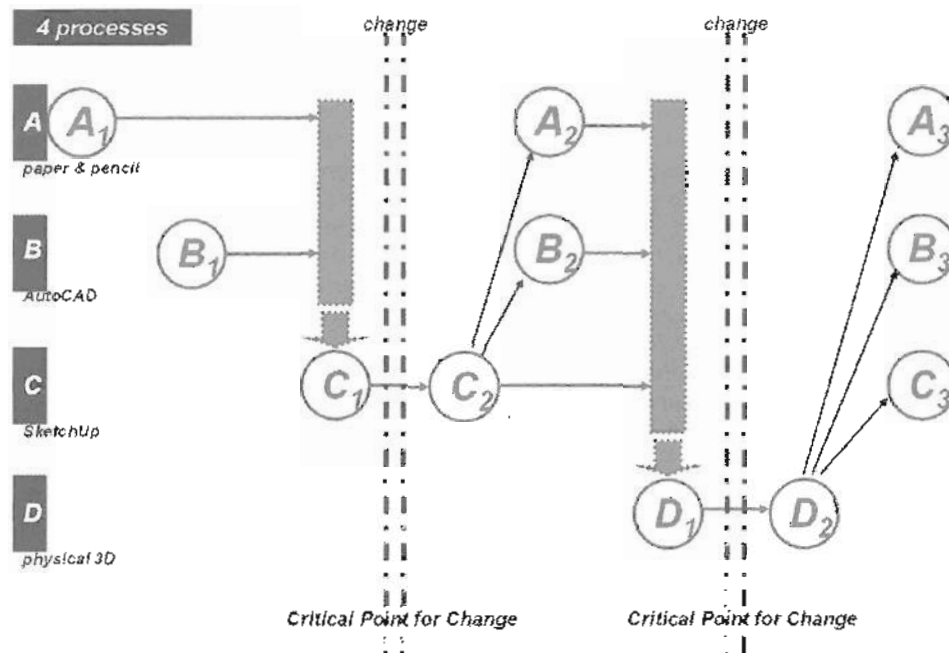 4 processes
change
change
A
A1
A2
A3
paper & pencil
B
B1
B2
B3
AutoCAD
C
C1
C2
C3
SketchUp
D
D1
D2
physical 3D
Critical Point for Change
Critical Point for Change